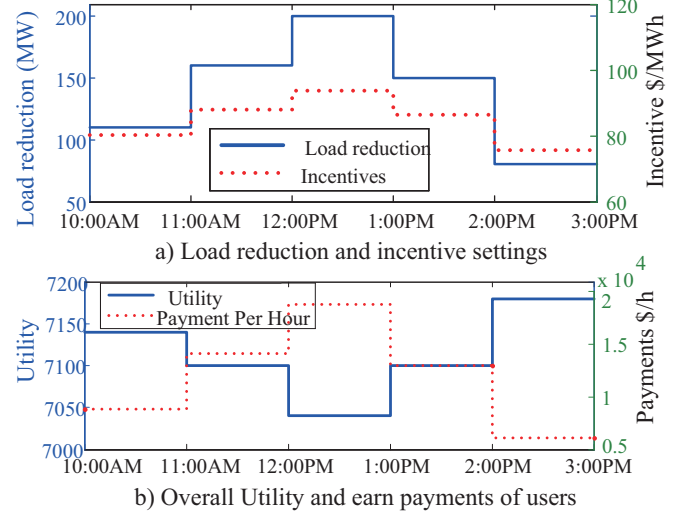 200
150
100
50
Load reduction (MW)
120
100
80
60
Incentive $/MWh
Load reduction
Incentives
10:00AM 11:00AM 12:00PM 1:00PM 2:00PM 3:00PM
a) Load reduction and incentive settings
7200
7150
7100
7050
7000
Utility
x 10 4
2
1.5
1
0.5
Payments $/h
Utility
Payment Per Hour
10:00AM 11:00AM 12:00PM 1:00PM 2:00PM 3:00PM
b) Overall Utility and earn payments of users